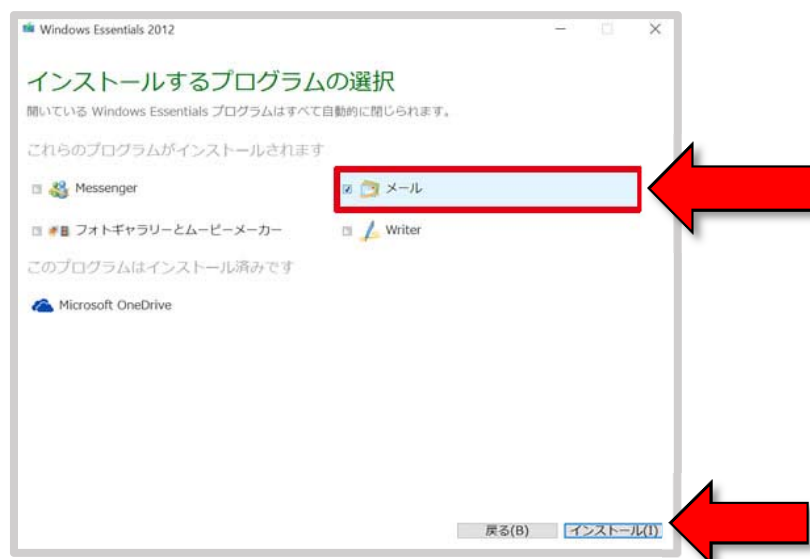 Windows Essentials 2012
インストールするプログラムの選択
開いている Windows Essentials プログラムはすべて自動的に閉じられます。
これらのプログラムがインストールされます
Messenger
メール
フォトギャラリーとムービーメーカー
Writer
このプログラムはインストール済みです
Microsoft OneDrive
戻る(B)
インストール(I)